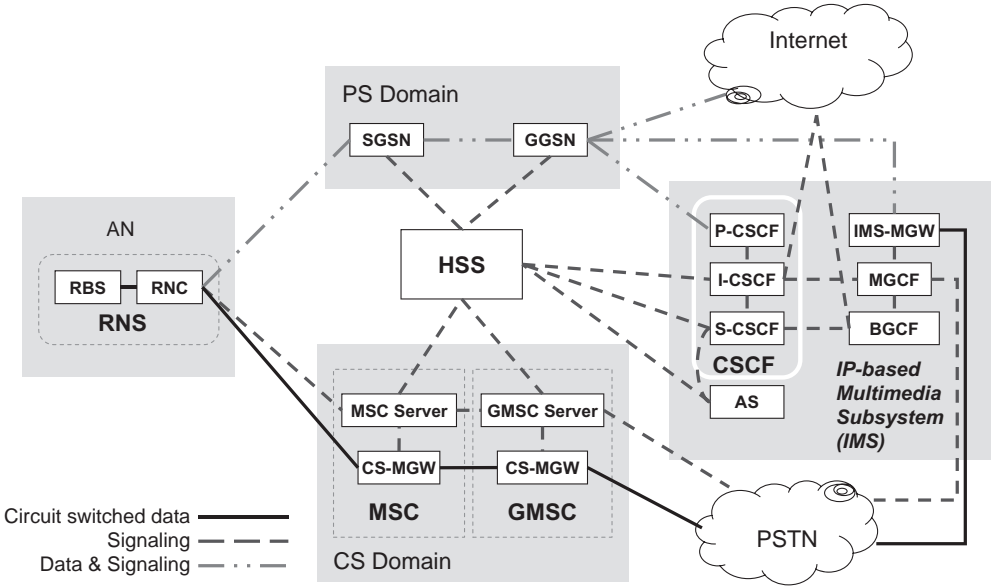 Internet
PS Domain
SGSN
GGSN
AN
RBS
RNC
RNS
HSS
P-CSCF
IMS-MGW
I-CSCF
MGCF
S-CSCF
BGCF
CSCF
AS
IP-based
Multimedia
Subsystem
(IMS)
MSC Server
GMSC Server
CS-MGW
CS-MGW
MSC
GMSC
CS Domain
PSTN
Circuit switched data
Signaling
Data & Signaling